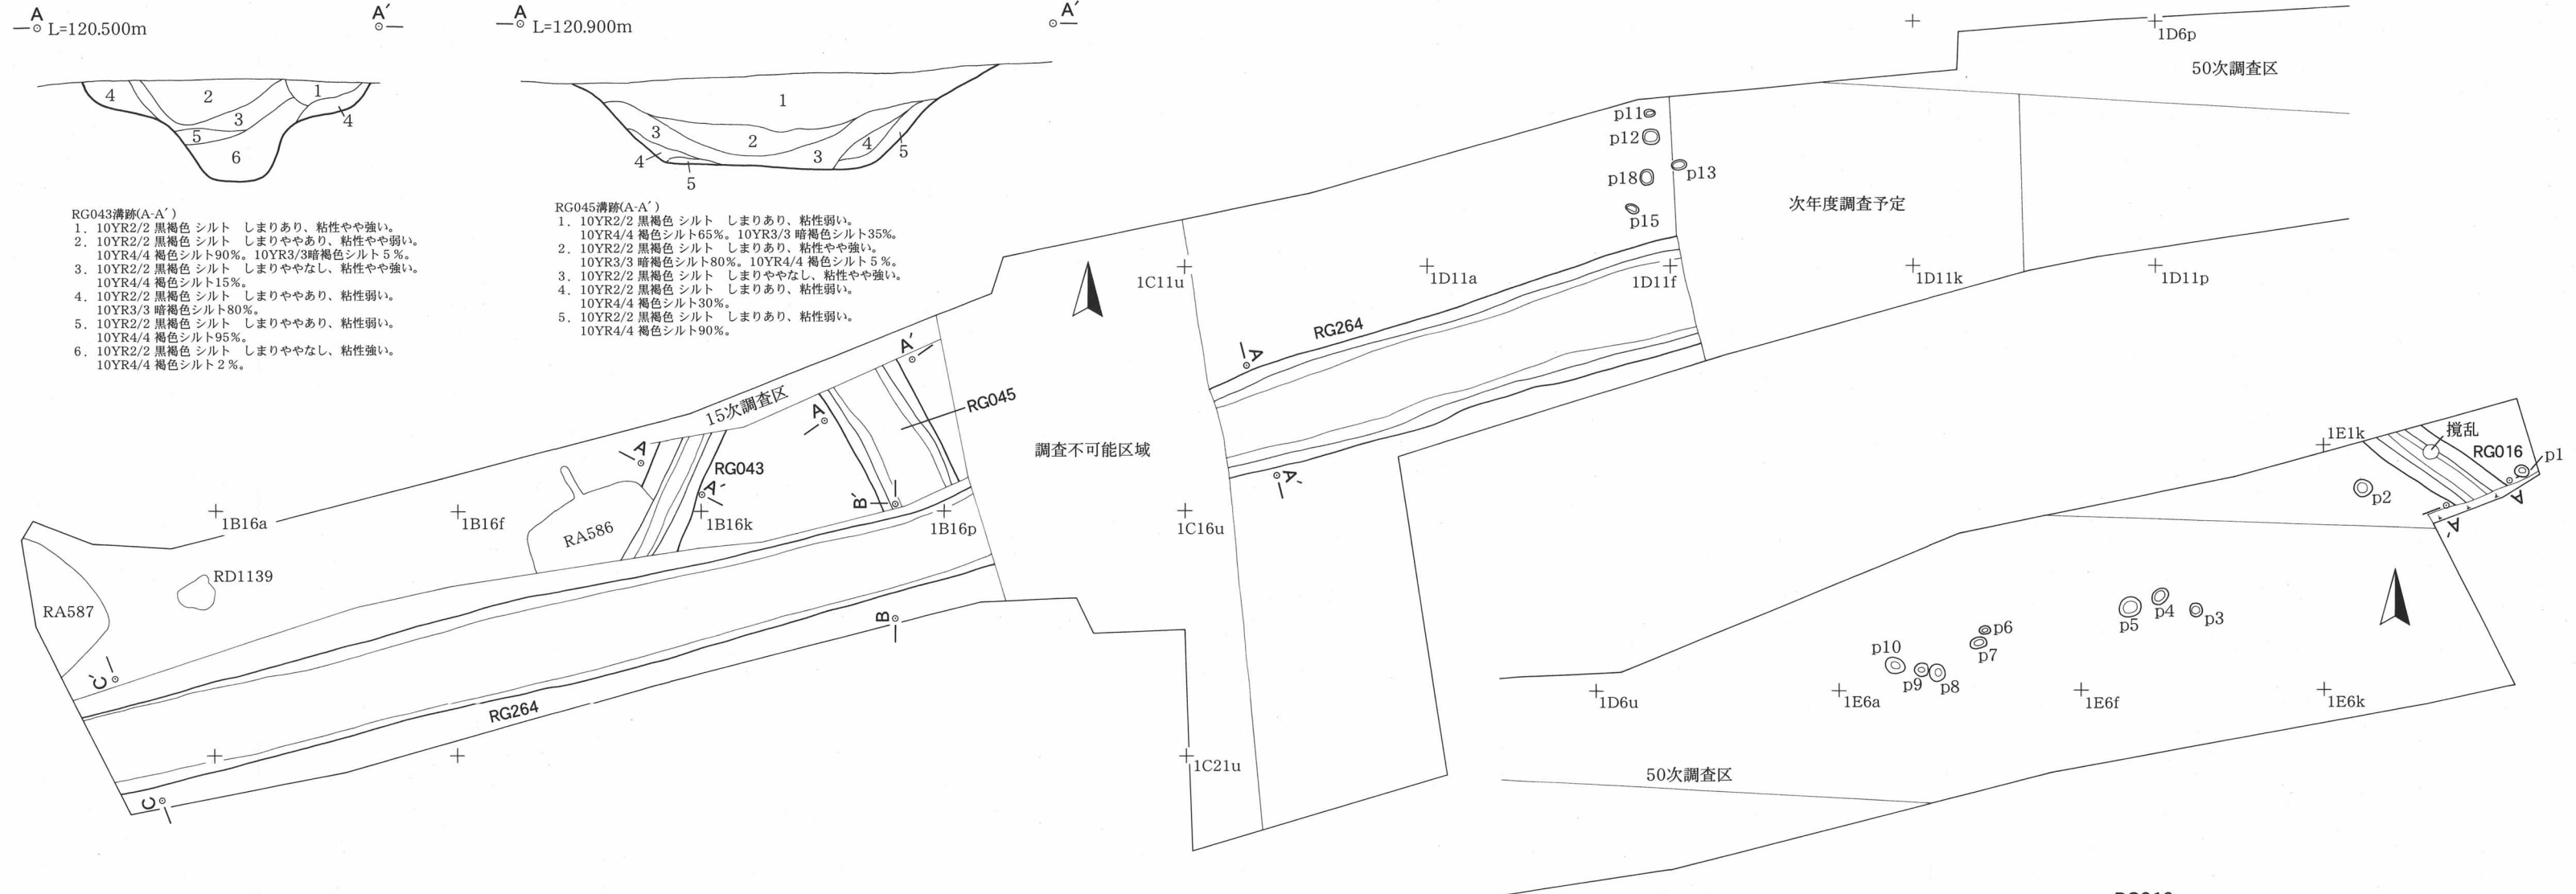 A
A′
L=120.500m
4
2
1
3
5
4
6
RG043溝跡(A-A′)
1. 10YR2/2 黒褐色 シルト　しまりあり、粘性やや強い。
2. 10YR2/2 黒褐色 シルト　しまりややあり、粘性やや弱い。
10YR4/4 褐色シルト90%。10YR3/3暗褐色シルト5%。
3. 10YR2/2 黒褐色 シルト　しまりややなし、粘性やや強い。
10YR4/4 褐色シルト15%。
4. 10YR2/2 黒褐色 シルト　しまりややあり、粘性弱い。
10YR3/3 暗褐色シルト80%。
5. 10YR2/2 黒褐色 シルト　しまりややあり、粘性弱い。
10YR4/4 褐色シルト95%。
6. 10YR2/2 黒褐色 シルト　しまりややなし、粘性強い。
10YR4/4 褐色シルト2%。
A
A′
L=120.900m
1
3
2
4
3
5
4
5
RG045溝跡(A-A′)
1. 10YR2/2 黒褐色 シルト　しまりあり、粘性弱い。
10YR4/4 褐色シルト65%。10YR3/3 暗褐色シルト35%。
2. 10YR2/2 黒褐色 シルト　しまりあり、粘性やや強い。
10YR3/3 暗褐色シルト80%。10YR4/4 褐色シルト5%。
3. 10YR2/2 黒褐色 シルト　しまりややなし、粘性やや強い。
4. 10YR2/2 黒褐色 シルト　しまりあり、粘性弱い。
10YR4/4 褐色シルト30%。
5. 10YR2/2 黒褐色 シルト　しまりあり、粘性弱い。
10YR4/4 褐色シルト90%。
1D6p
50次調査区
p11
p12
p13
p18
p15
次年度調査予定
1C11u
1D11a
1D11f
1D11k
1D11p
RG264
A
A′
15次調査区
A′
A
RG045
A
RG043
A′
調査不可能区域
B′
1B16a
1B16f
RA586
1B16k
1B16p
1C16u
RD1139
RA587
B
C′
RG264
C
1C21u
1E1k
撹乱
RG016
p1
p2
A
A′
p5
p4
p3
p6
p7
p10
p9
p8
1D6u
1E6a
1E6f
1E6k
50次調査区